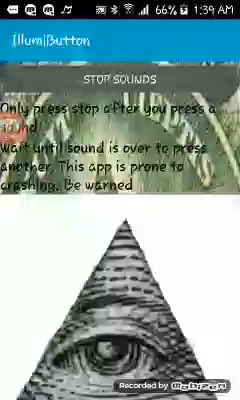 66% 1:39 AM
IllumiButton
STOP SOUNDS
Only press stop after you press a
sound
Wait until sound is over to press
another. This app is prone to
crashing. Be warned
Recorded by Mobizen